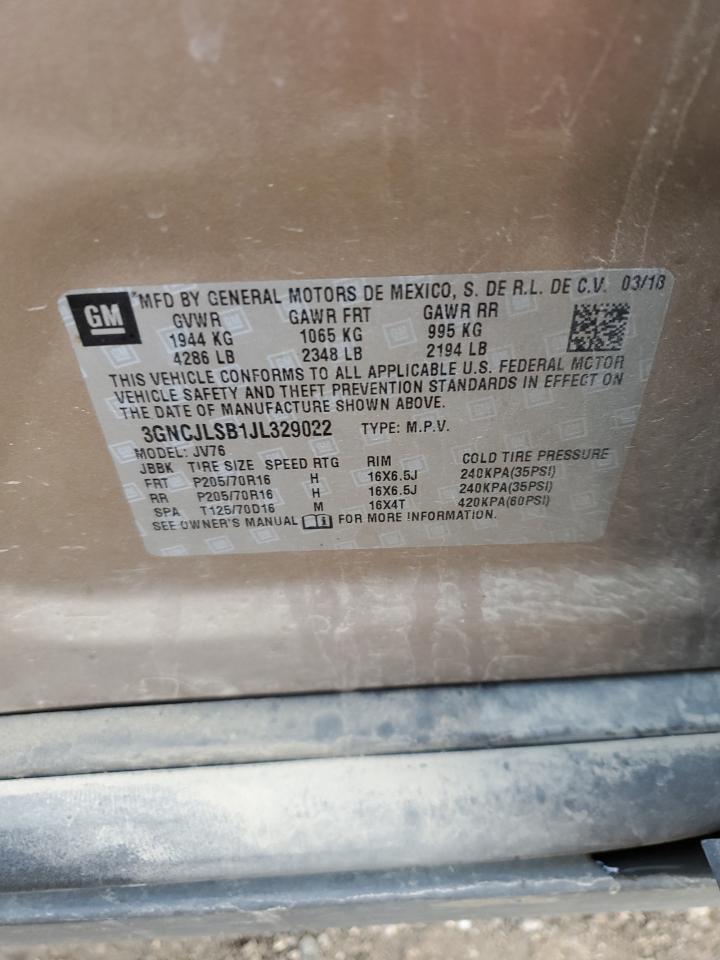 GM
MFD BY GENERAL MOTORS DE MEXICO, S. DE R.L. DE C.V. 03/18
GVWR GAWR FRT GAWR RR
1944 KG 1065 KG 995 KG
4286 LB 2348 LB 2194 LB
THIS VEHICLE CONFORMS TO ALL APPLICABLE U.S. FEDERAL MOTOR
VEHICLE SAFETY AND THEFT PREVENTION STANDARDS IN EFFECT ON
THE DATE OF MANUFACTURE SHOWN ABOVE.
3GNCJLSB1JL329022 TYPE: M.P.V.
MODEL: JV76
JBBK TIRE SIZE SPEED RTG RIM COLD TIRE PRESSURE
FRT P205/70R16 H 16X6.5J 240KPA(35PSI)
RR P205/70R16 H 16X6.5J 240KPA(35PSI)
SPA T125/70D16 M 16X4T 420KPA(60PSI)
SEE OWNER'S MANUAL FOR MORE INFORMATION.